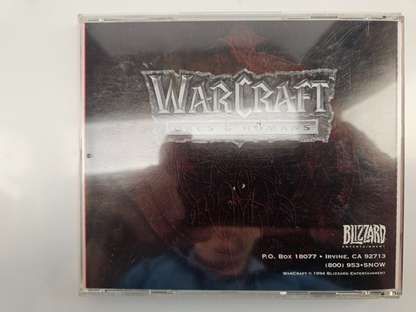 WARCRAFT
ORCS & HUMANS
BLIZZARD
ENTERTAINMENT
P.O. Box 18077 • Irvine, CA 92713
(800) 953•SNOW
WarCraft © 1994 Blizzard Entertainment